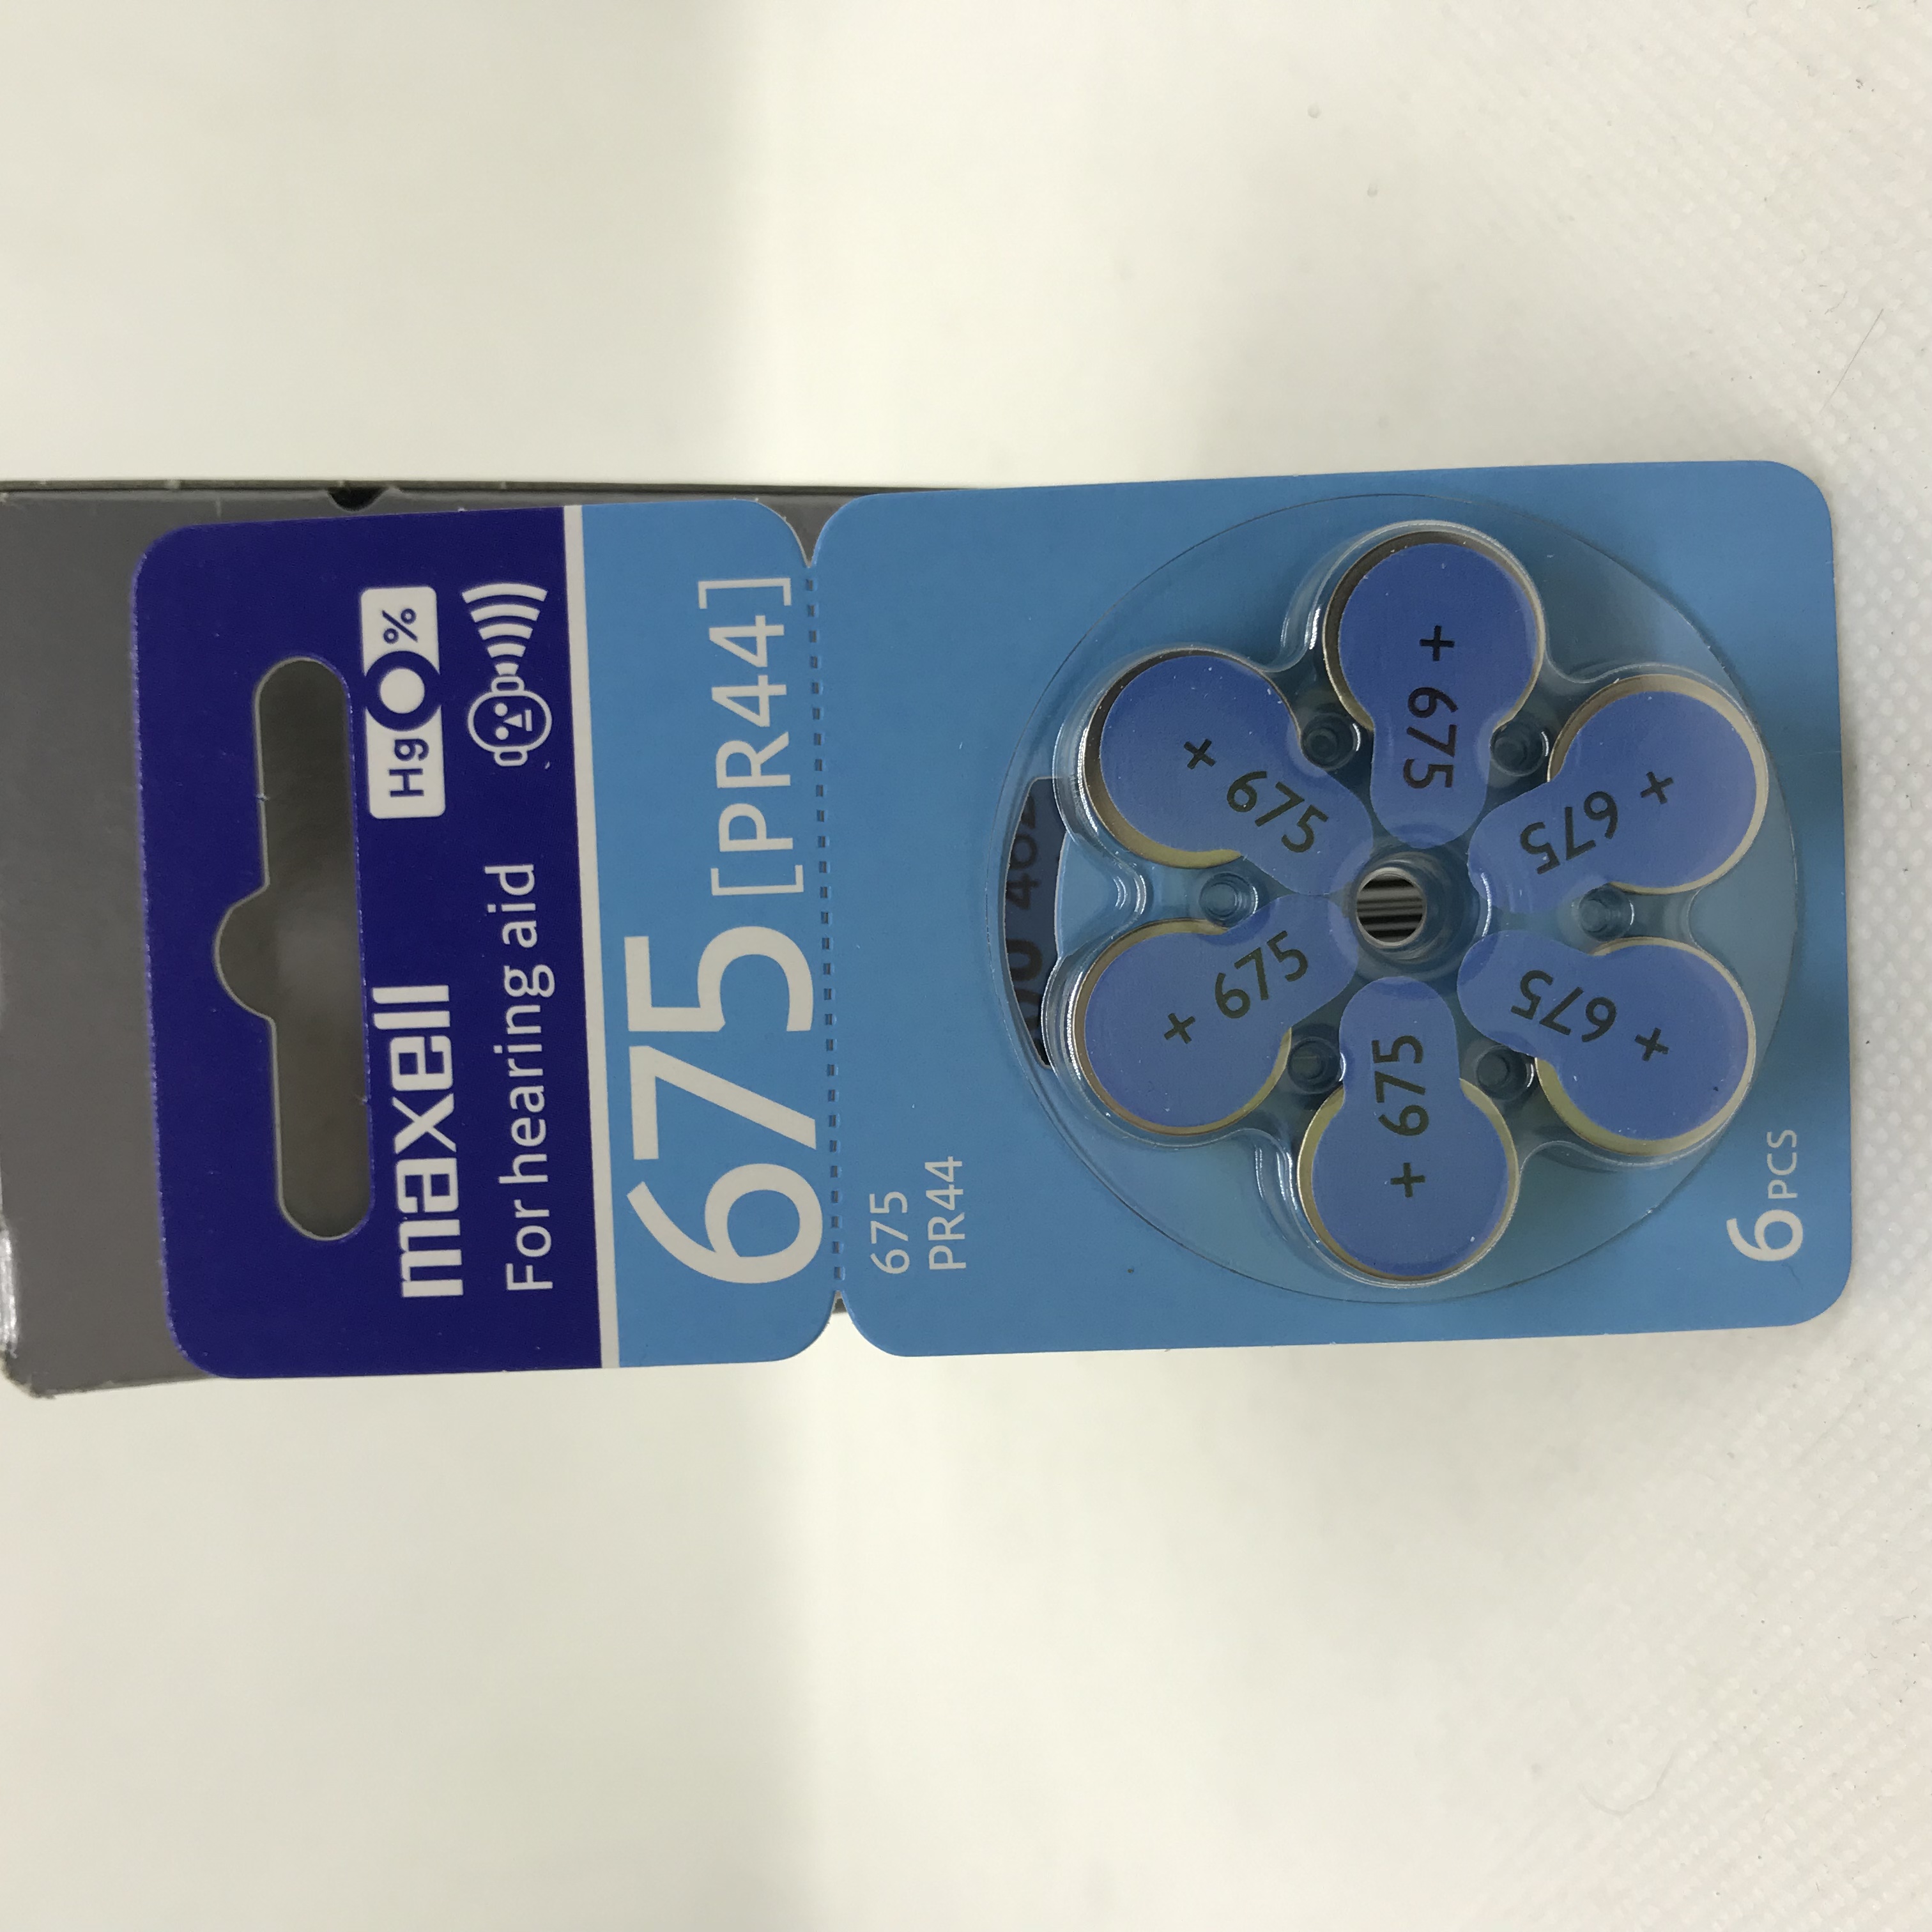 Hg 0%
maxell
For hearing aid
675 [PR44]
675
PR44
+ 675
+ 675
+ 675
+ 675
+ 675
+ 675
6 PCS